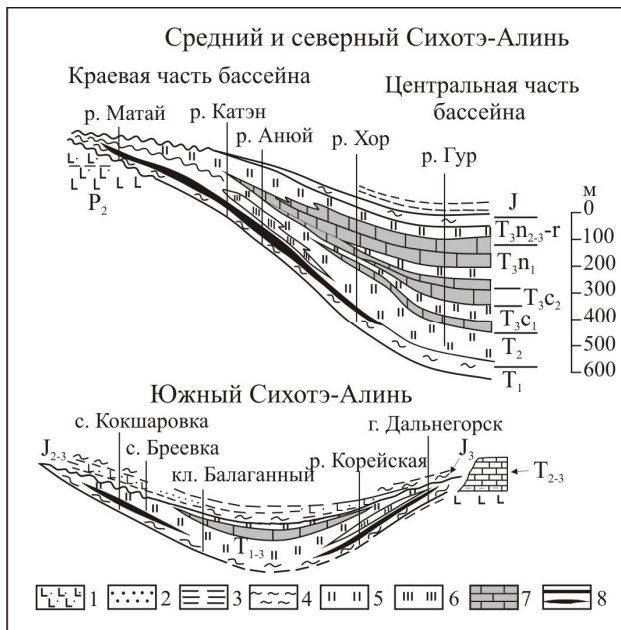 Средний и северный Сихотэ-Алинь
Краевая часть бассейна
Центральная часть
бассейна
р. Матай
р. Катэн
р. Анюй
р. Хор
р. Гур
P2
J
T3n2-3-r
T3n1
T3c2
T3c1
T2
T1
м
0
100
200
300
400
500
600
Южный Сихотэ-Алинь
с. Кокшаровка
с. Бреевка
кл. Балаганный
р. Корейская
г. Дальнегорск
J2-3
J3
T2-3
T1-3
1 2 3 4 5 6 7 8